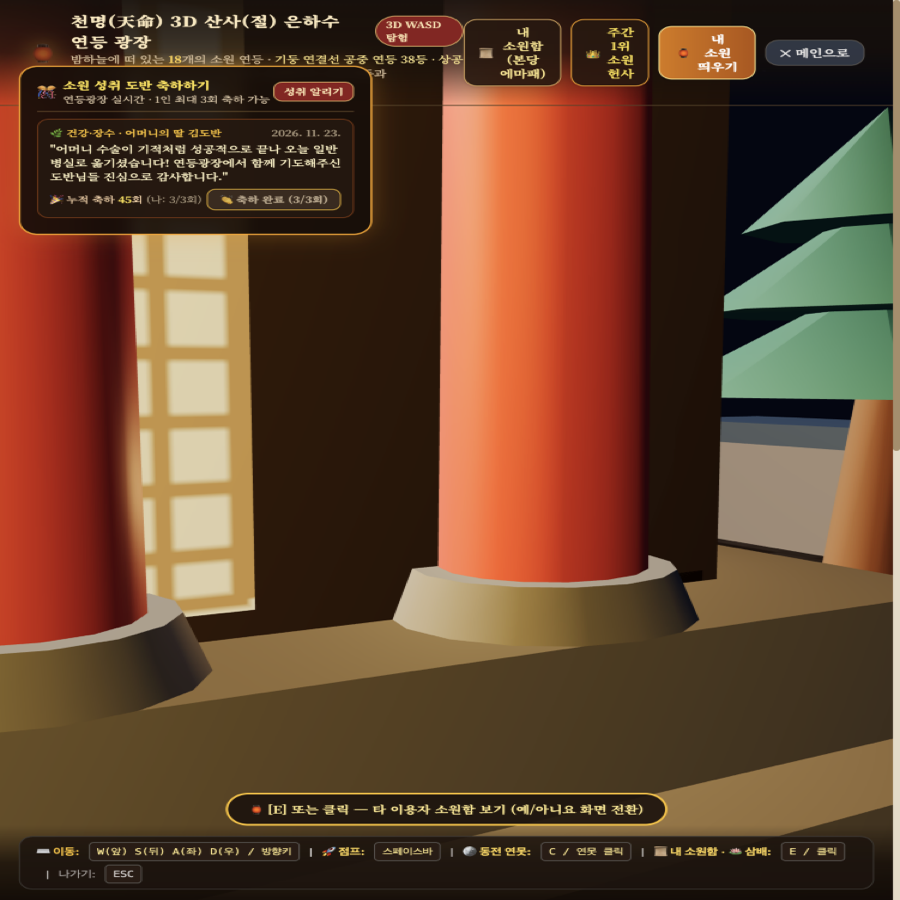 천명(天命) 3D 산사(절) 은하수
연등 광장
3D WASD
탐험
밤하늘에 떠 있는 18개의 소원 연등 · 기둥 연결선 공중 연등 38등 · 상공
내
소원함
(본당
에마패)
주간
1위
소원
헌사
내
소원
띄우기
✕ 메인으로
소원 성취 도반 축하하기
연등광장 실시간 · 1인 최대 3회 축하 가능
성취 알리기
건강·장수 · 어머니의 딸 김도반
2026. 11. 23.
"어머니 수술이 기적처럼 성공적으로 끝나 오늘 일반
병실로 옮기셨습니다! 연등광장에서 함께 기도해주신
도반님들 진심으로 감사합니다."
누적 축하 45회 (나: 3/3회)
축하 완료 (3/3회)
[E] 또는 클릭 — 타 이용자 소원함 보기 (예/아니요 화면 전환)
이동: W(앞) S(뒤) A(좌) D(우) / 방향키 | 점프: 스페이스바 | 동전 연못: C / 연못 클릭 | 내 소원함 · 삼배: E / 클릭
| 나가기: ESC